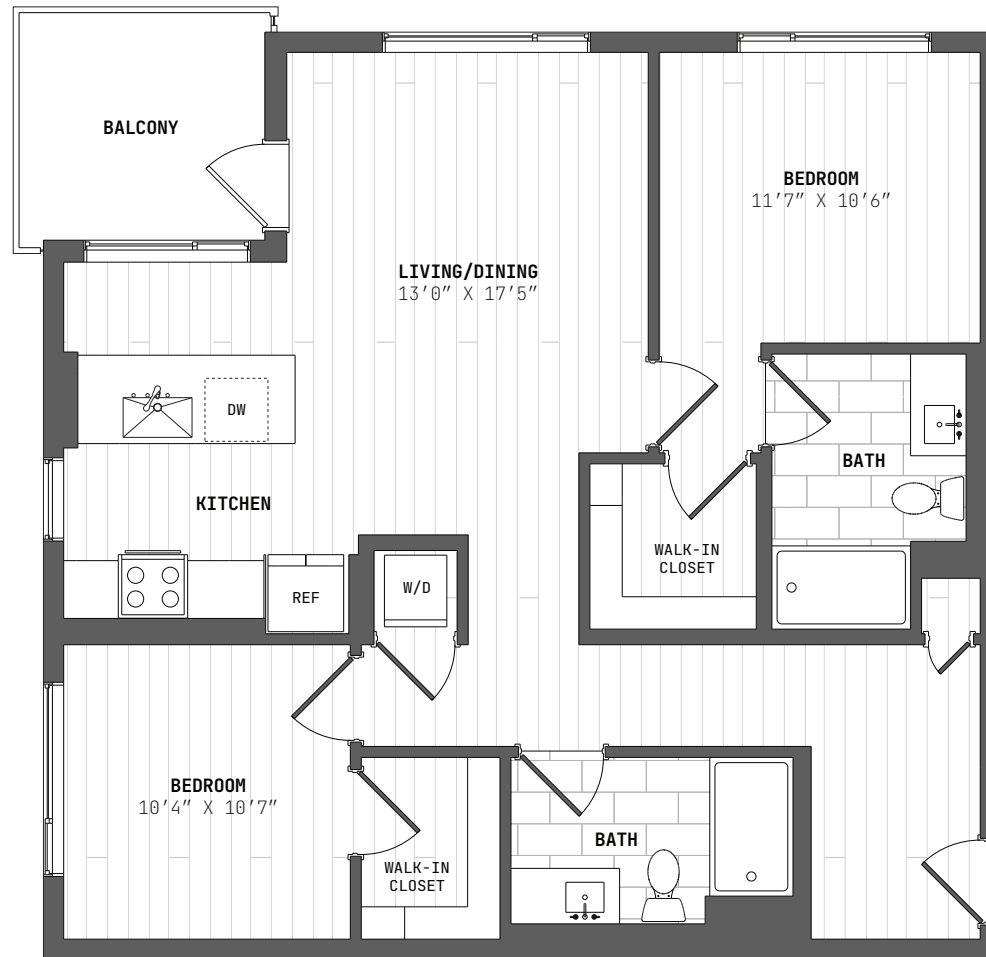 BALCONY
BEDROOM
11’7” X 10’6”
LIVING/DINING
13’0” X 17’5”
DW
BATH
KITCHEN
WALK-IN
CLOSET
W/D
REF
BEDROOM
10’4” X 10’7”
BATH
WALK-IN
CLOSET